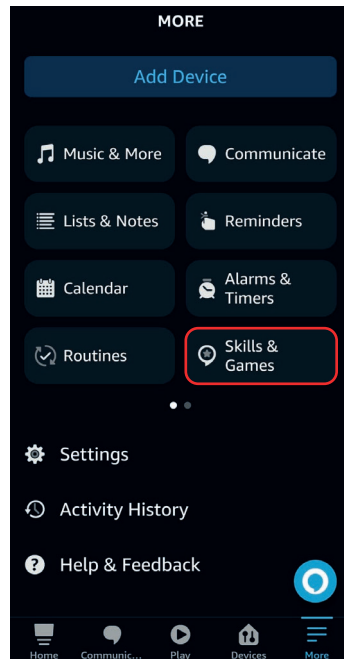 MORE
Add Device
Music & More
Communicate
Lists & Notes
Reminders
Calendar
Alarms &
Timers
Routines
Skills &
Games
Settings
Activity History
Help & Feedback
Home
Communic...
Play
Devices
More